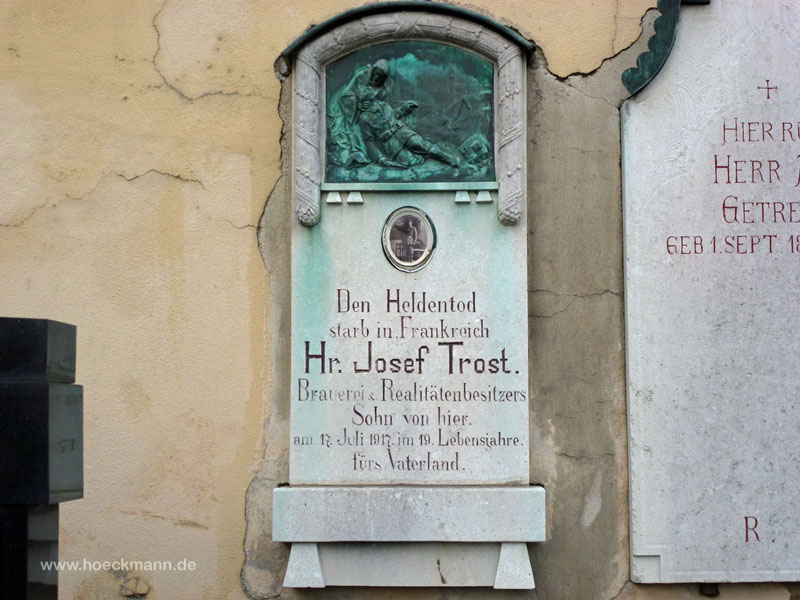 Den Heldentod
starb in Frankreich
Hr. Josef Trost.
Brauerei & Realitätenbesitzers
Sohn von hier.
am 17. Juli 1917. im 19. Lebensjahre.
fürs Vaterland.
HIER
HERR
GETRE
GEB 1. SEPT. 18
R.
www.hoeckmann.de